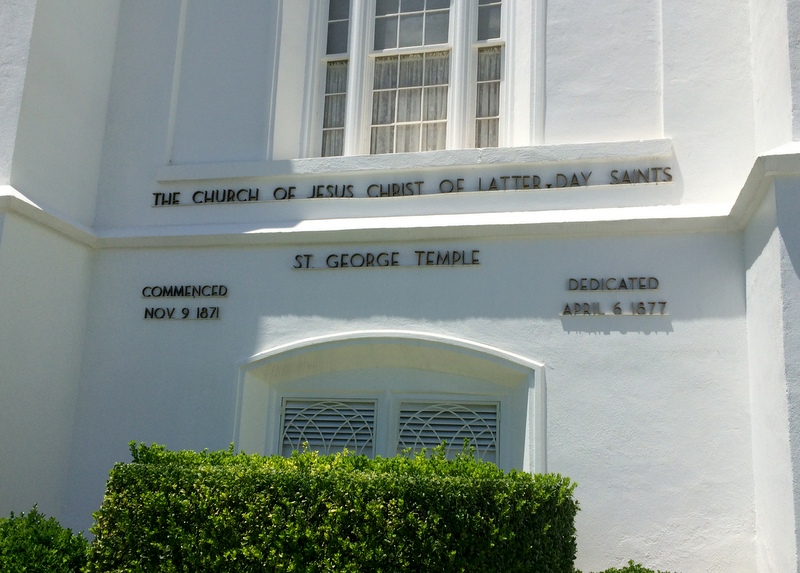 THE CHURCH OF JESUS CHRIST OF LATTER-DAY SAINTS
ST. GEORGE TEMPLE
COMMENCED
NOV 9 1871
DEDICATED
APRIL 6 1877